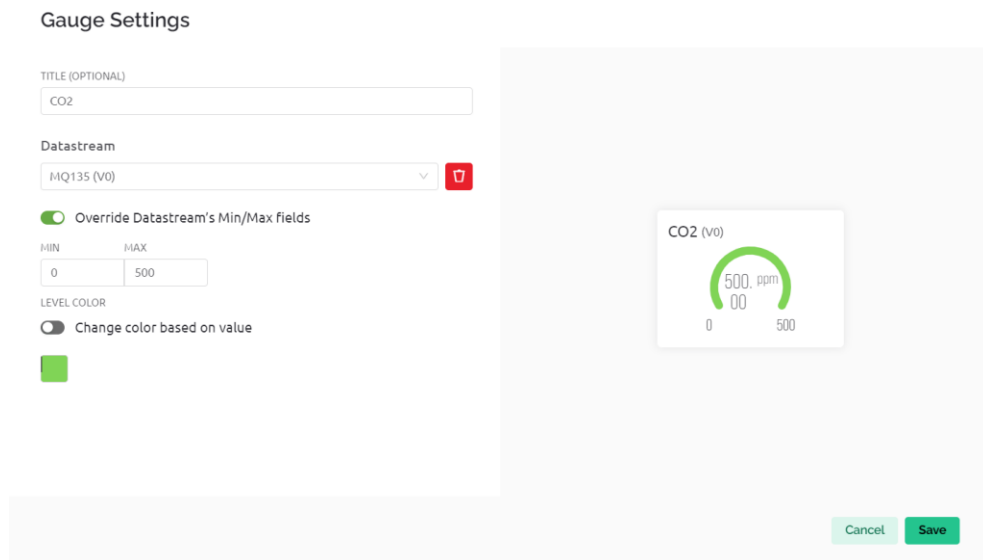 Gauge Settings
TITLE (OPTIONAL)
CO2
Datastream
MQ135 (V0)
Override Datastream's Min/Max fields
MIN MAX
0 500
LEVEL COLOR
Change color based on value
CO2 (V0)
500. ppm
00
0 500
Cancel Save